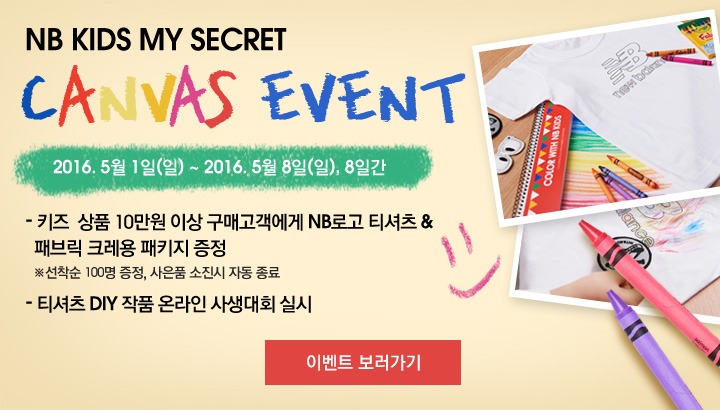 NB KIDS MY SECRET
CANVAS EVENT
2016. 5월 1일(일) ~ 2016. 5월 8일(일), 8일간
- 키즈 상품 10만원 이상 구매고객에게 NB로고 티셔츠 &
패브릭 크레용 패키지 증정
※선착순 100명 증정, 사은품 소진시 자동 종료
- 티셔츠 DIY 작품 온라인 사생대회 실시
이벤트 보러가기
NB
new balance
COLOR WITH NB KIDS